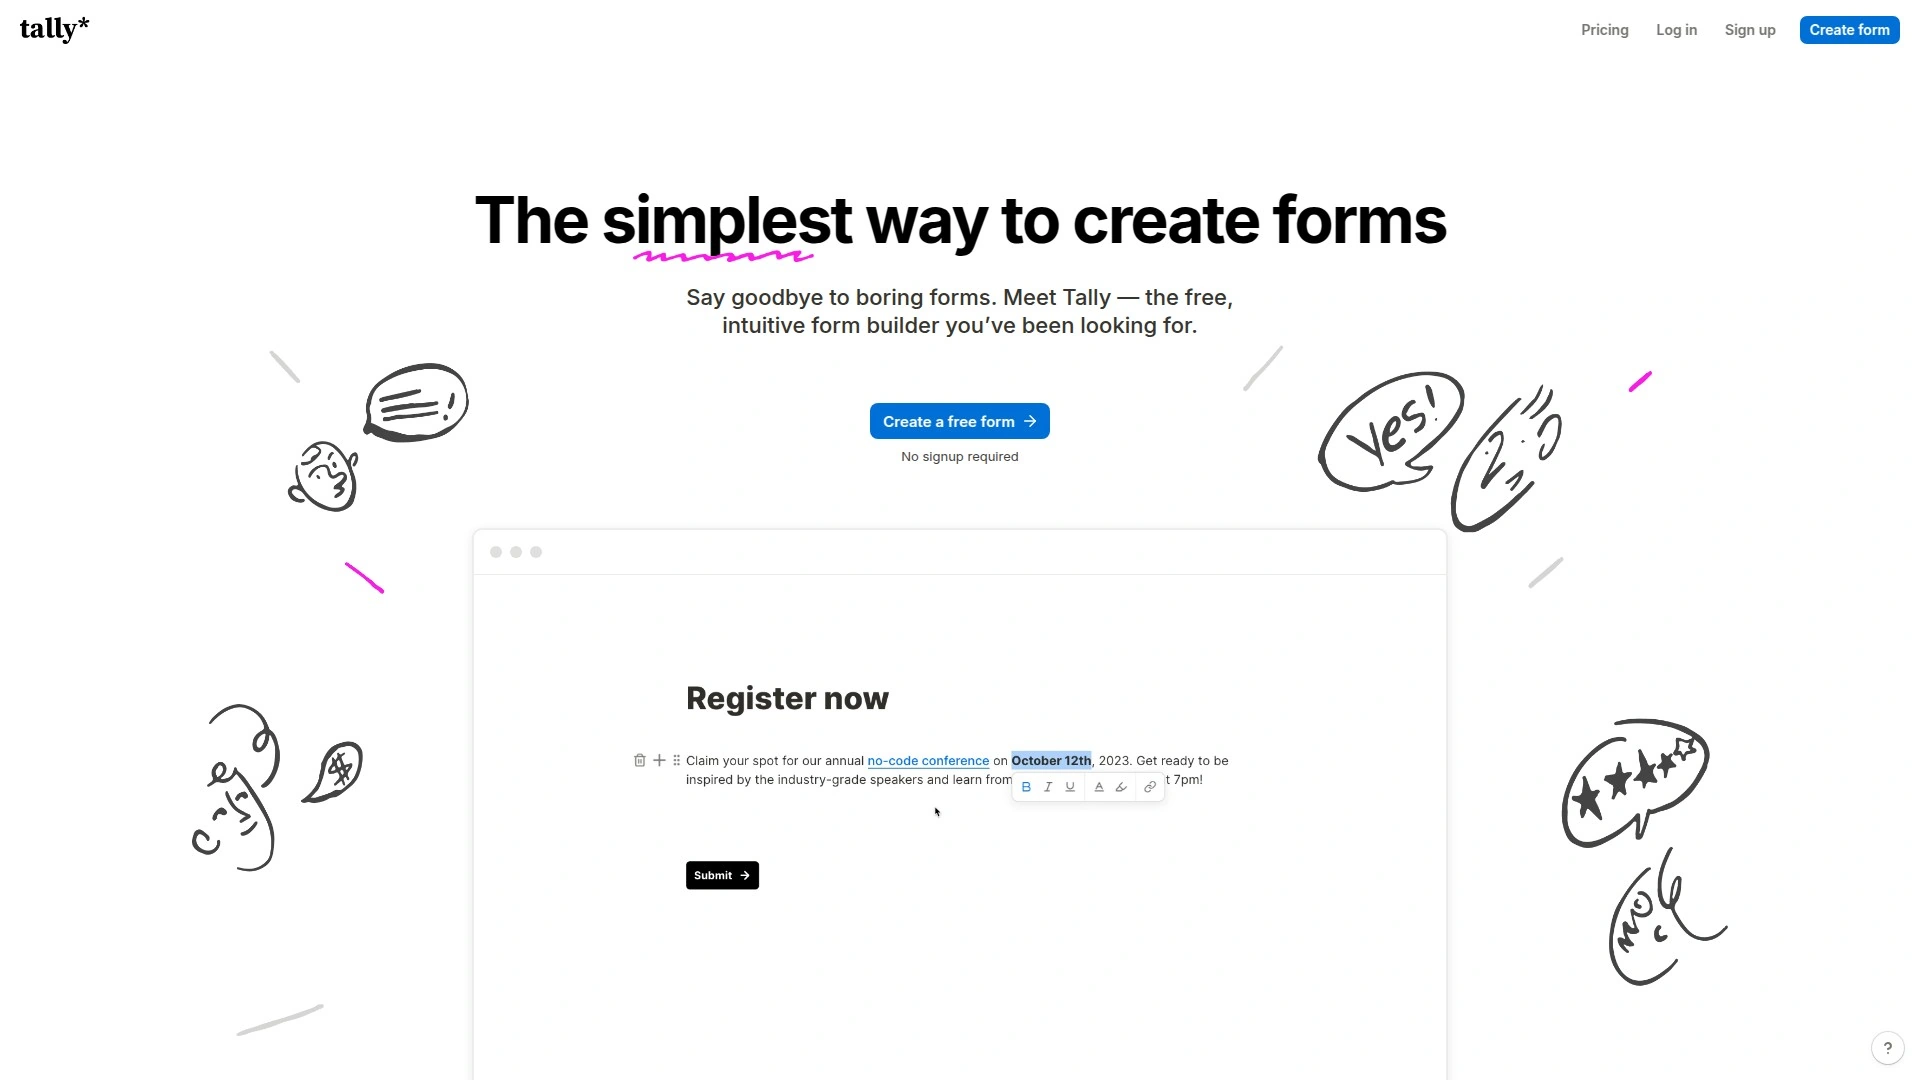 tally*
Pricing
Log in
Sign up
Create form
The simplest way to create forms
Say goodbye to boring forms. Meet Tally — the free,
intuitive form builder you’ve been looking for.
Create a free form →
No signup required
Yes!
$
Register now
Claim your spot for our annual no-code conference on October 12th, 2023. Get ready to be
inspired by the industry-grade speakers and learn from t 7pm!
B I U A
Submit →
?